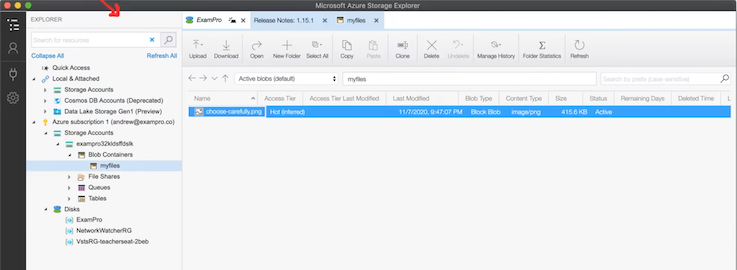 Microsoft Azure Storage Explorer
EXPLORER
Search for resources
Collapse All Refresh All
Quick Access
Local & Attached
Storage Accounts
Cosmos DB Accounts (Deprecated)
Data Lake Storage Gen1 (Preview)
Azure subscription 1 (andrew@exampro.co)
Storage Accounts
exampro32kldsffdslk
Blob Containers
myfiles
File Shares
Queues
Tables
Disks
ExamPro
NetworkWatcherRG
VstsRG-teacherseat-2beb
ExamPro Release Notes: 1.15.1 myfiles
Upload Download Open New Folder Select All Copy Paste Clone Delete Undelete Manage History Folder Statistics Refresh
Active blobs (default) myfiles Search by prefix (case-sensitive)
Name Access Tier Access Tier Last Modified Last Modified Blob Type Content Type Size Status Remaining Days Deleted Time L
choose-carefully.png Hot (inferred) 11/7/2020, 9:47:07 PM Block Blob image/png 415.6 KB Active